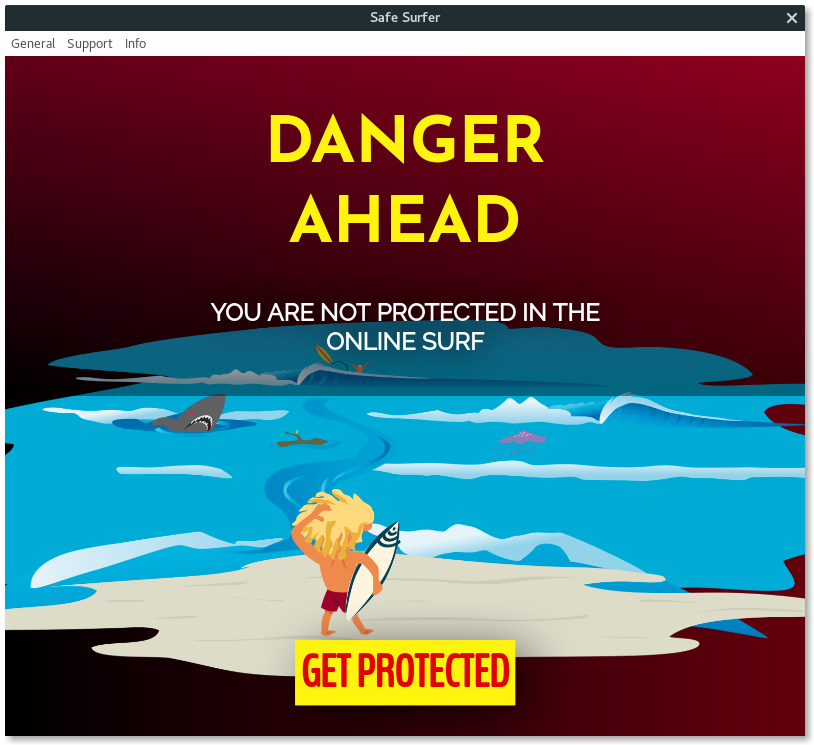 Safe Surfer
General Support Info
DANGER
AHEAD
YOU ARE NOT PROTECTED IN THE
ONLINE SURF
GET PROTECTED